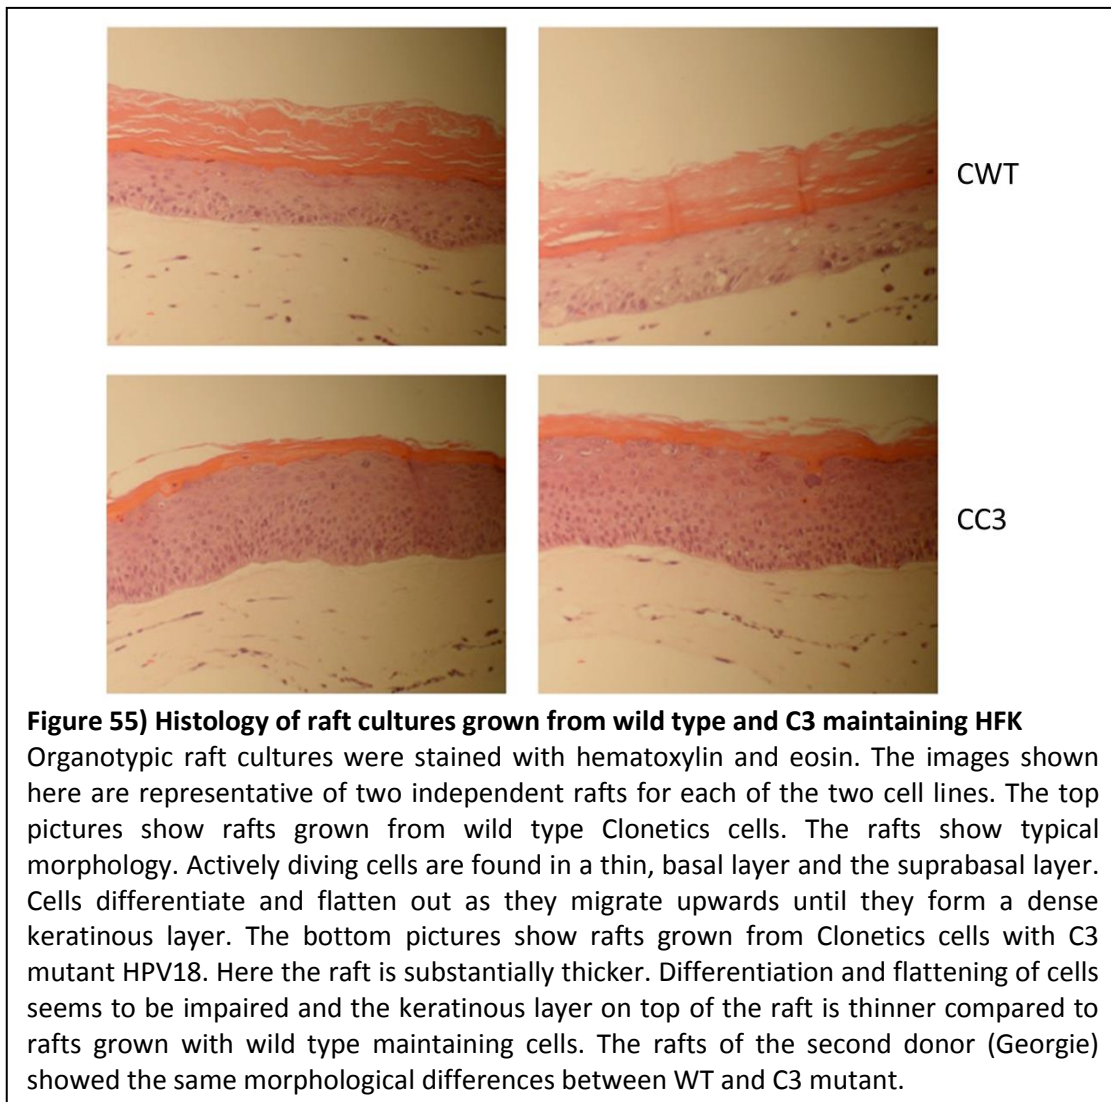 CWT
CC3
Figure 55) Histology of raft cultures grown from wild type and C3 maintaining HFK
Organotypic raft cultures were stained with hematoxylin and eosin. The images shown
here are representative of two independent rafts for each of the two cell lines. The top
pictures show rafts grown from wild type Clonetics cells. The rafts show typical
morphology. Actively diving cells are found in a thin, basal layer and the suprabasal layer.
Cells differentiate and flatten out as they migrate upwards until they form a dense
keratinous layer. The bottom pictures show rafts grown from Clonetics cells with C3
mutant HPV18. Here the raft is substantially thicker. Differentiation and flattening of cells
seems to be impaired and the keratinous layer on top of the raft is thinner compared to
rafts grown with wild type maintaining cells. The rafts of the second donor (Georgie)
showed the same morphological differences between WT and C3 mutant.